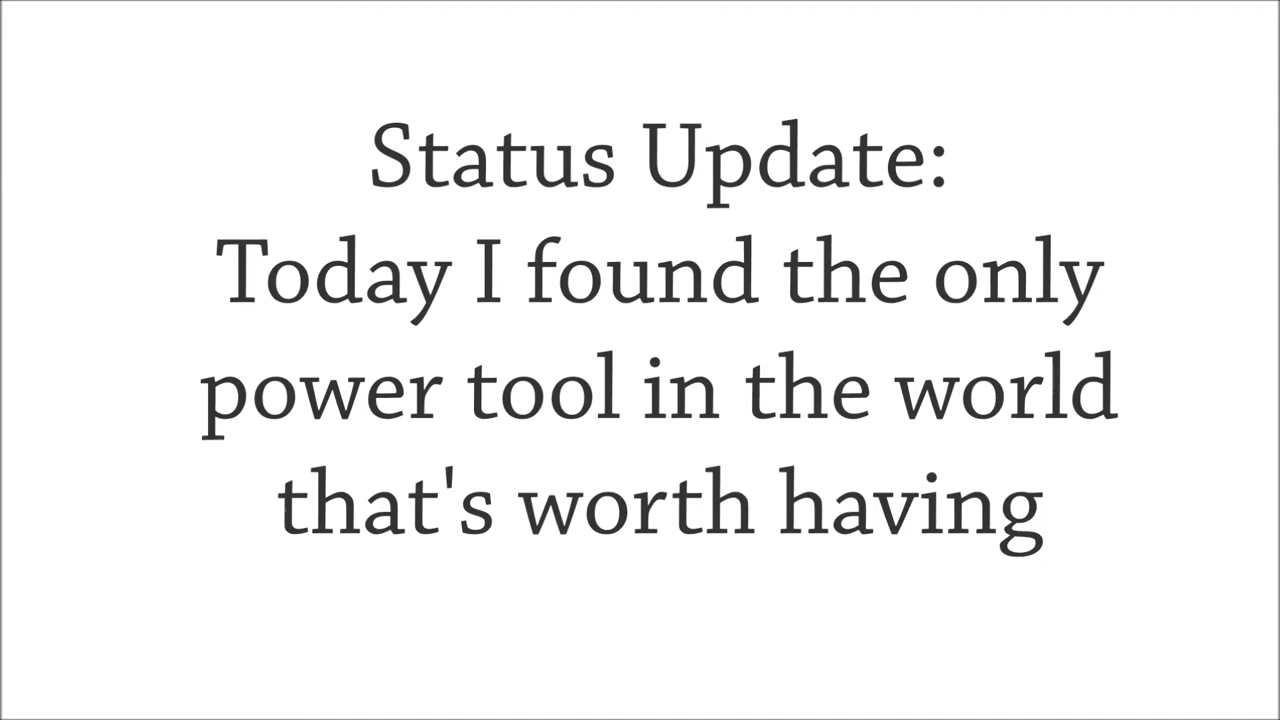 Status Update:
Today I found the only
power tool in the world
that's worth having